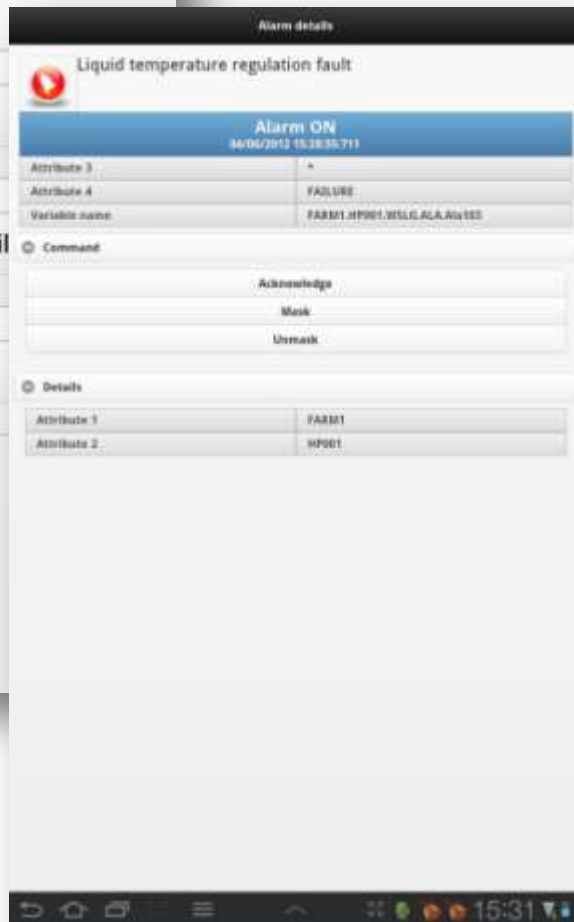 Alarm details
Liquid temperature regulation fault
Alarm ON
Attribute 3 *
Attribute 4 FAILURE
Variable name
Command
Acknowledge
Mask
Unmask
Details
Attribute 1 FARM1
Attribute 2 HP001
15:31